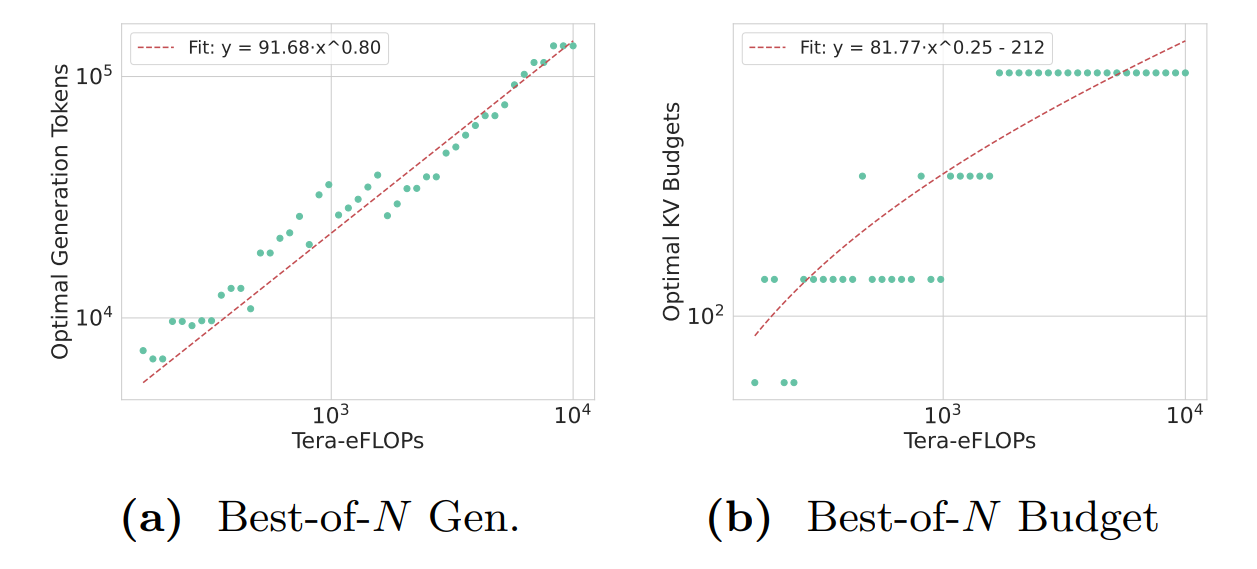 Fit: y = 91.68·x^0.80
10^5
10^4
Optimal Generation Tokens
10^3
10^4
Tera-eFLOPs
(a) Best-of-N Gen.
Fit: y = 81.77·x^0.25 - 212
10^2
Optimal KV Budgets
10^3
10^4
Tera-eFLOPs
(b) Best-of-N Budget